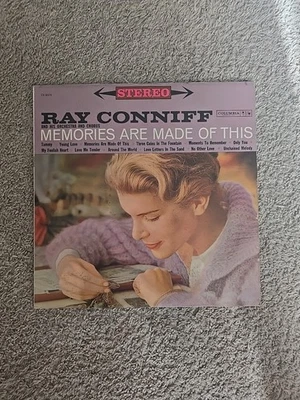 STEREO
RAY CONNIFF
COLUMBIA
AND HIS ORCHESTRA AND CHORUS
MEMORIES ARE MADE OF THIS
Tammy Young Love Memories Are Made Of This Three Coins In The Fountain Moments To Remember Only You
My Foolish Heart Love Me Tender Around The World Love Letters In The Sand No Other Love Unchained Melody